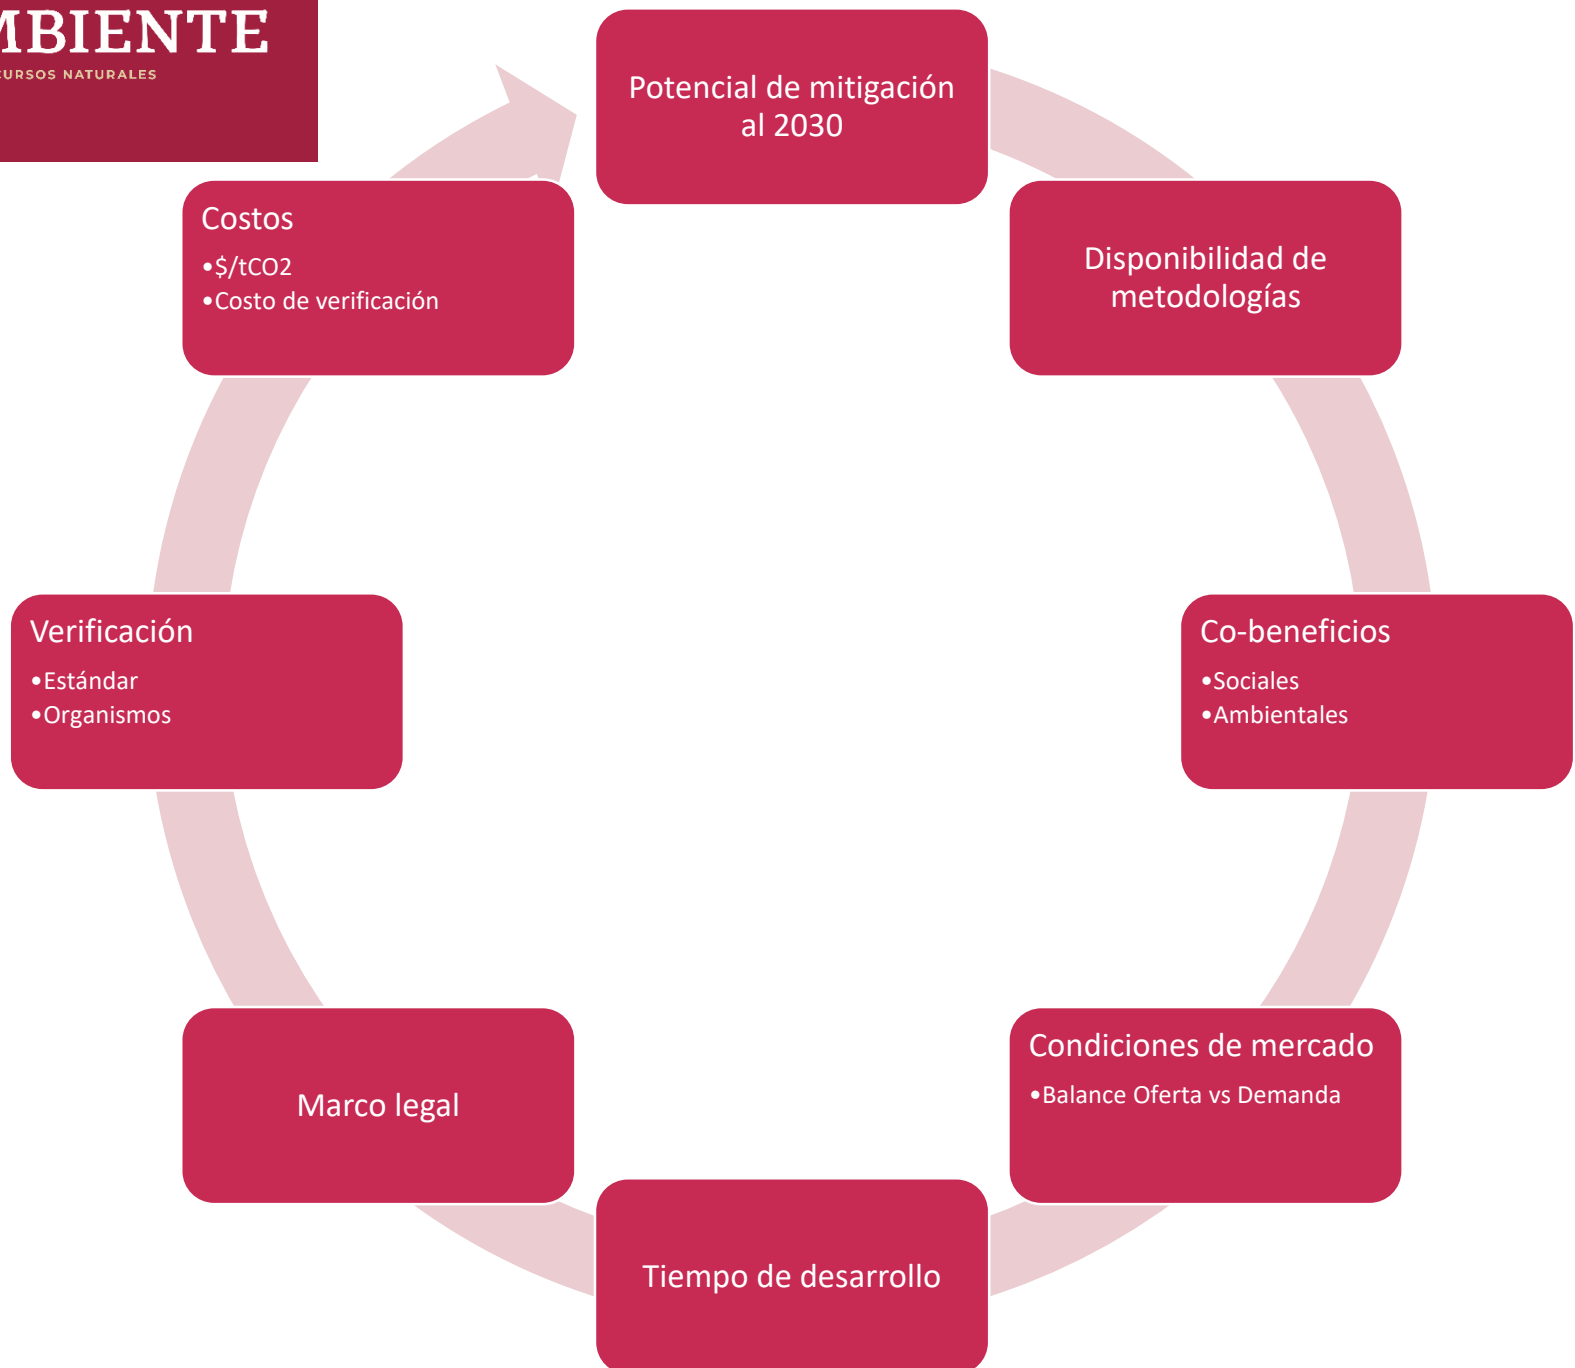 MBIENTE
CURSOS NATURALES
Potencial de mitigación
al 2030
Disponibilidad de
metodologías
Co-beneficios
•Sociales
•Ambientales
Condiciones de mercado
•Balance Oferta vs Demanda
Tiempo de desarrollo
Marco legal
Verificación
•Estándar
•Organismos
Costos
•$/tCO2
•Costo de verificación